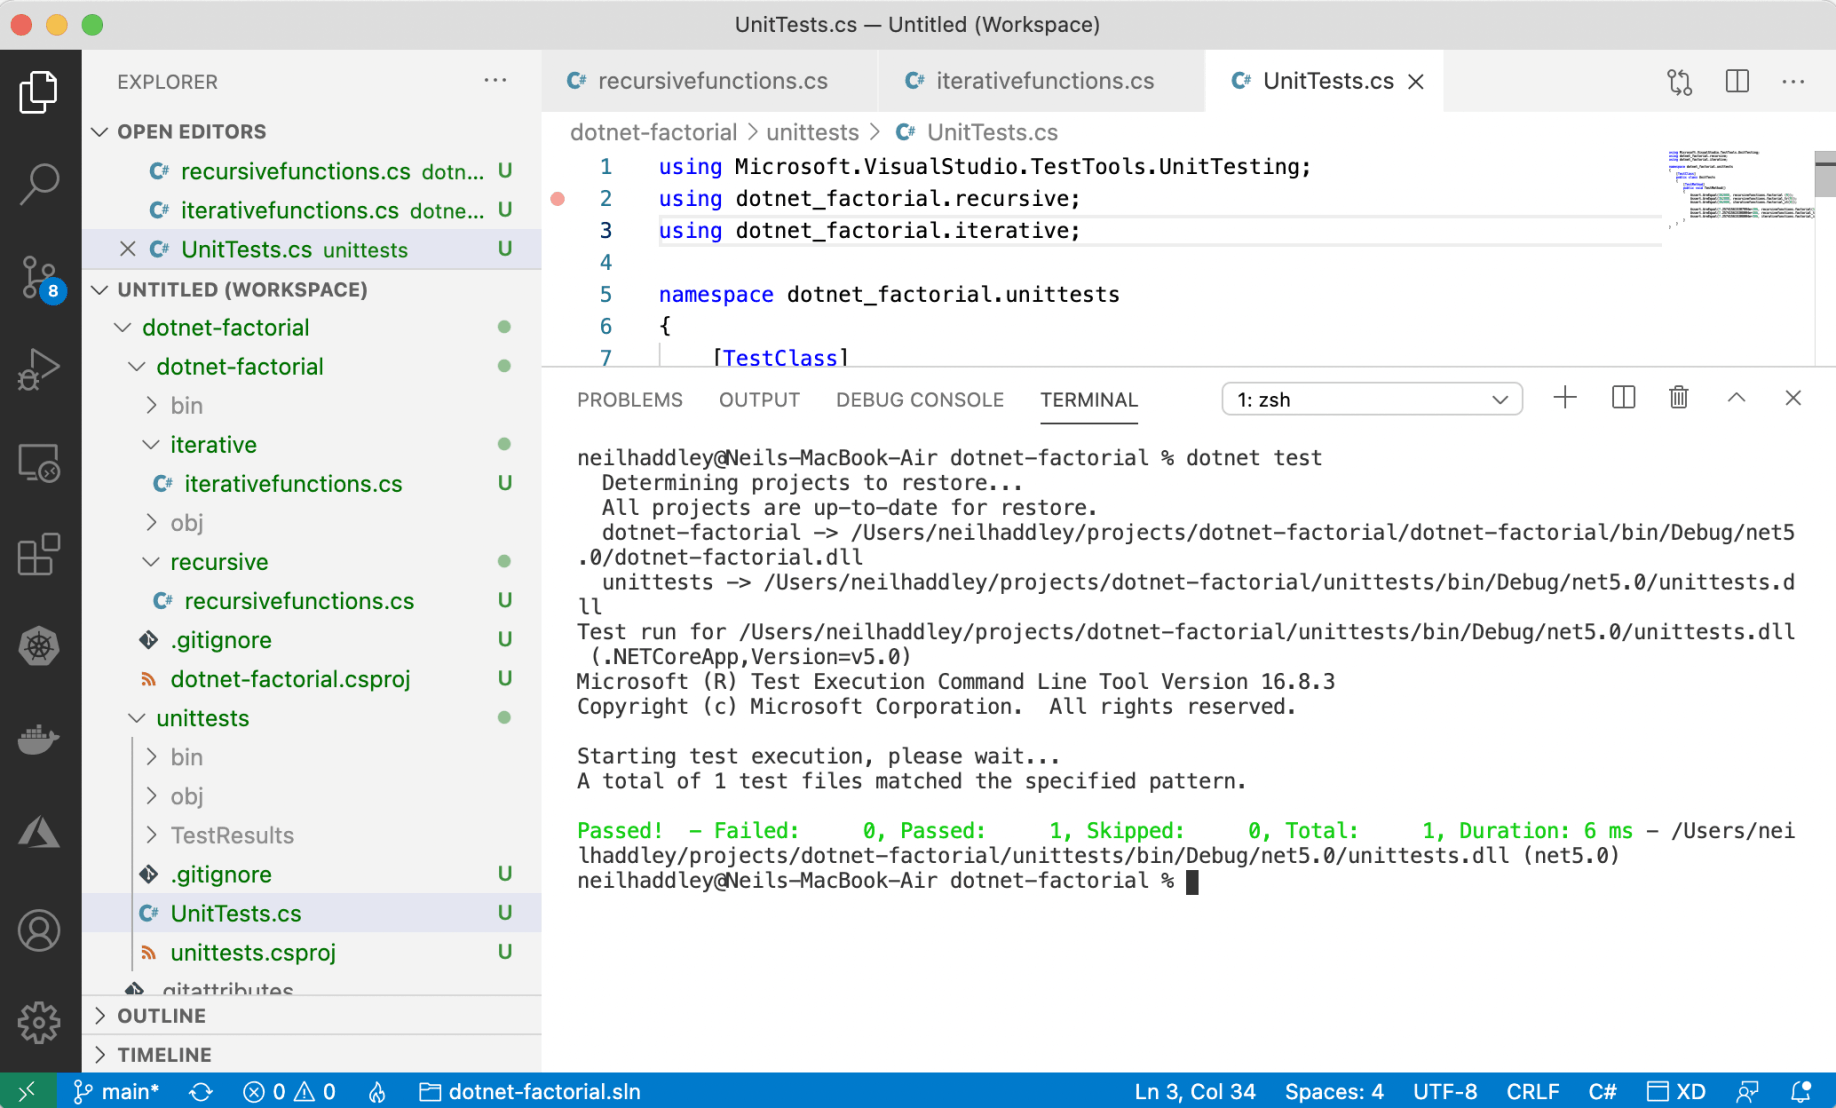 UnitTests.cs — Untitled (Workspace)
EXPLORER
OPEN EDITORS
recursivefunctions.cs dotn... U
iterativefunctions.cs dotne... U
UnitTests.cs unittests U
UNTITLED (WORKSPACE)
dotnet-factorial
dotnet-factorial
bin
iterative
iterativefunctions.cs U
obj
recursive
recursivefunctions.cs U
.gitignore U
dotnet-factorial.csproj U
unittests
bin
obj
TestResults
.gitignore U
UnitTests.cs U
unittests.csproj U
.gitattributes
OUTLINE
TIMELINE
8
recursivefunctions.cs
iterativefunctions.cs
UnitTests.cs
dotnet-factorial > unittests > UnitTests.cs
1 using Microsoft.VisualStudio.TestTools.UnitTesting;
2 using dotnet_factorial.recursive;
3 using dotnet_factorial.iterative;
4
5 namespace dotnet_factorial.unittests
6 {
7 [TestClass]
PROBLEMS OUTPUT DEBUG CONSOLE TERMINAL 1: zsh
neilhaddley@Neils-MacBook-Air dotnet-factorial % dotnet test
Determining projects to restore...
All projects are up-to-date for restore.
dotnet-factorial -> /Users/neilhaddley/projects/dotnet-factorial/dotnet-factorial/bin/Debug/net5
.0/dotnet-factorial.dll
unittests -> /Users/neilhaddley/projects/dotnet-factorial/unittests/bin/Debug/net5.0/unittests.d
ll
Test run for /Users/neilhaddley/projects/dotnet-factorial/unittests/bin/Debug/net5.0/unittests.dll
(.NETCoreApp,Version=v5.0)
Microsoft (R) Test Execution Command Line Tool Version 16.8.3
Copyright (c) Microsoft Corporation.  All rights reserved.
Starting test execution, please wait...
A total of 1 test files matched the specified pattern.
Passed!  - Failed:     0, Passed:     1, Skipped:     0, Total:     1, Duration: 6 ms - /Users/nei
lhaddley/projects/dotnet-factorial/unittests/bin/Debug/net5.0/unittests.dll (net5.0)
neilhaddley@Neils-MacBook-Air dotnet-factorial %
main* 0 0 dotnet-factorial.sln Ln 3, Col 34 Spaces: 4 UTF-8 CRLF C# XD